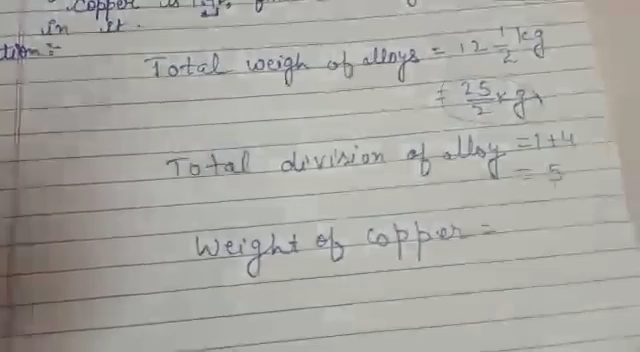 copper is
in it.
Total weigh of alloys = 12 1/2 kg
= 25/2 kg
Total division of alloy = 1+4
= 5
Weight of copper =